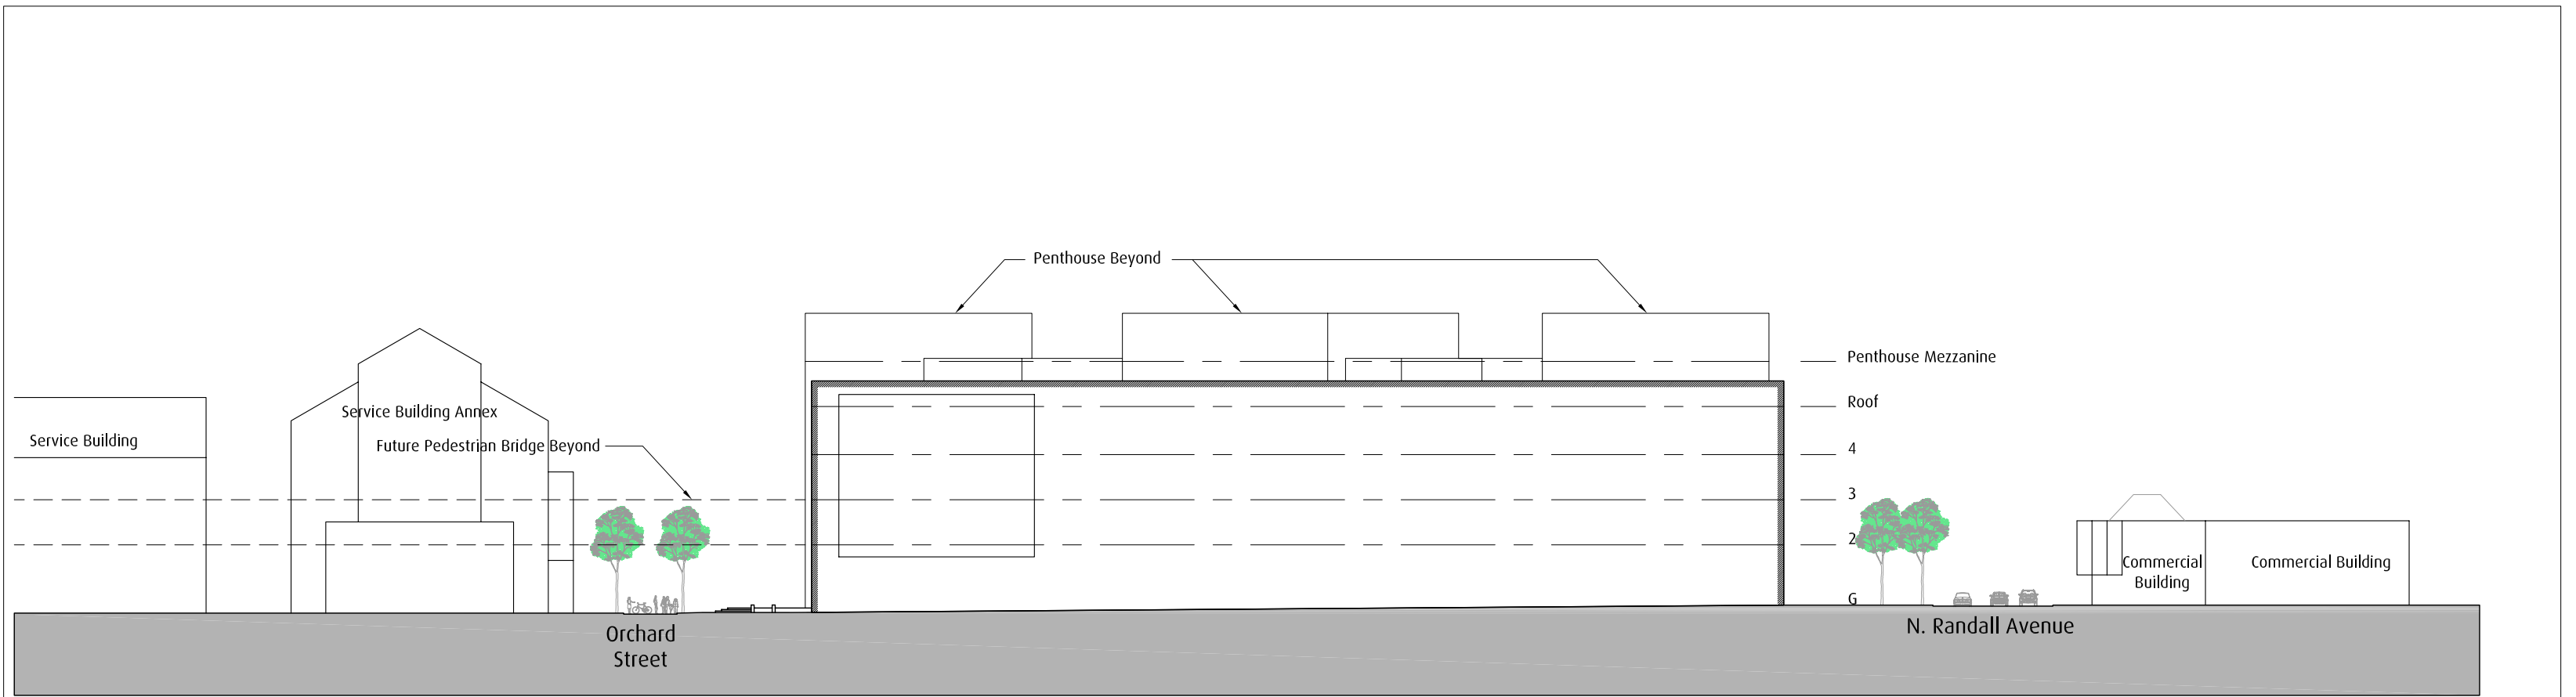 Penthouse Beyond
Penthouse Mezzanine
Roof
Service Building Annex
Service Building
Future Pedestrian Bridge Beyond
4
3
2
Commercial
Building
Commercial Building
G
Orchard
Street
N. Randall Avenue